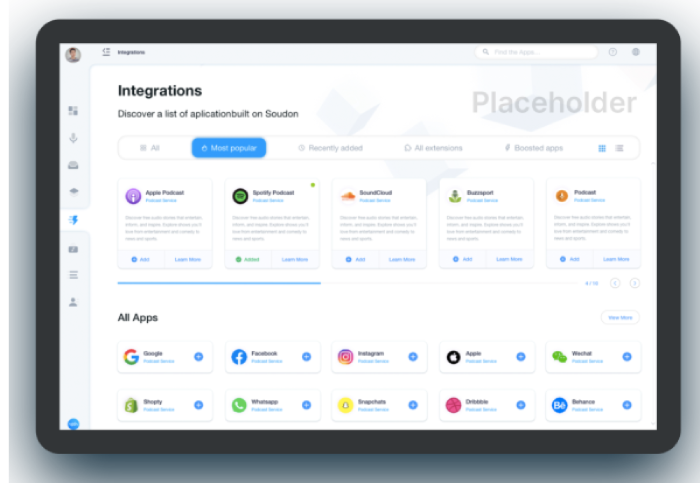 Integrations
Find the Apps...
Integrations
Discover a list of aplicationbuilt on Soudon
Placeholder
All
Most popular
Recently added
All extensions
Boosted apps
Apple Podcast
Podcast Service
Discover free audio stories that entertain,
inform, and inspire. Explore shows you'll
love from entertainment and comedy to
news and sports.
Add
Learn More
Spotify Podcast
Podcast Service
Discover free audio stories that entertain,
inform, and inspire. Explore shows you'll
love from entertainment and comedy to
news and sports.
Added
Learn More
SoundCloud
Podcast Service
Discover free audio stories that entertain,
inform, and inspire. Explore shows you'll
love from entertainment and comedy to
news and sports.
Add
Learn More
Buzzsport
Podcast Service
Discover free audio stories that entertain,
inform, and inspire. Explore shows you'll
love from entertainment and comedy to
news and sports.
Add
Learn More
Podcast
Podcast Service
Discover free audio stories that entertain,
inform, and inspire. Explore shows you'll
love from entertainment and comedy to
news and sports.
Add
Learn More
4 / 16
All Apps
View More
Google
Podcast Service
Facebook
Podcast Service
Instagram
Podcast Service
Apple
Podcast Service
Wechat
Podcast Service
Shopty
Podcast Service
Whatsapp
Podcast Service
Snapchats
Podcast Service
Dribbble
Podcast Service
Bē
Behance
Podcast Service